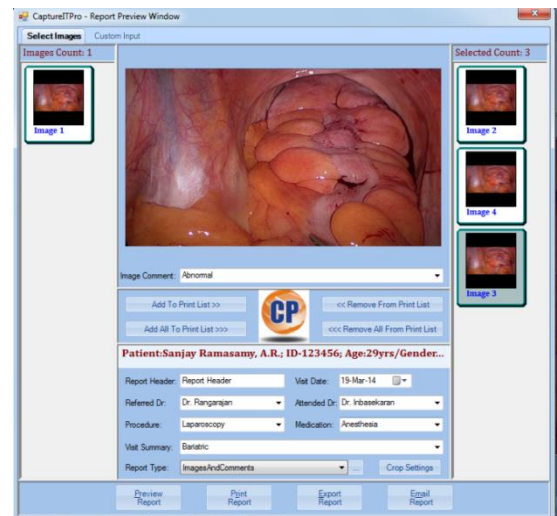 CaptureITPro - Report Preview Window
Select Images Custom Input
Images Count: 1
Selected Count: 3
Image 1
Image 2
Image 4
Image 3
Image Comment: Abnormal
Add To Print List >> << Remove From Print List
CP
Add All To Print List >>> <<< Remove All From Print List
Patient:Sanjay Ramasamy, A.R.; ID-123456; Age:29yrs/Gender...
Report Header: Report Header Visit Date: 19-Mar-14
Referred Dr: Dr. Rangarajan Attended Dr: Dr. Inbasekaran
Procedure: Laparoscopy Medication: Anesthesia
Visit Summary: Bariatric
Report Type: ImagesAndComments ... Crop Settings
Preview Report Print Report Export Report Email Report